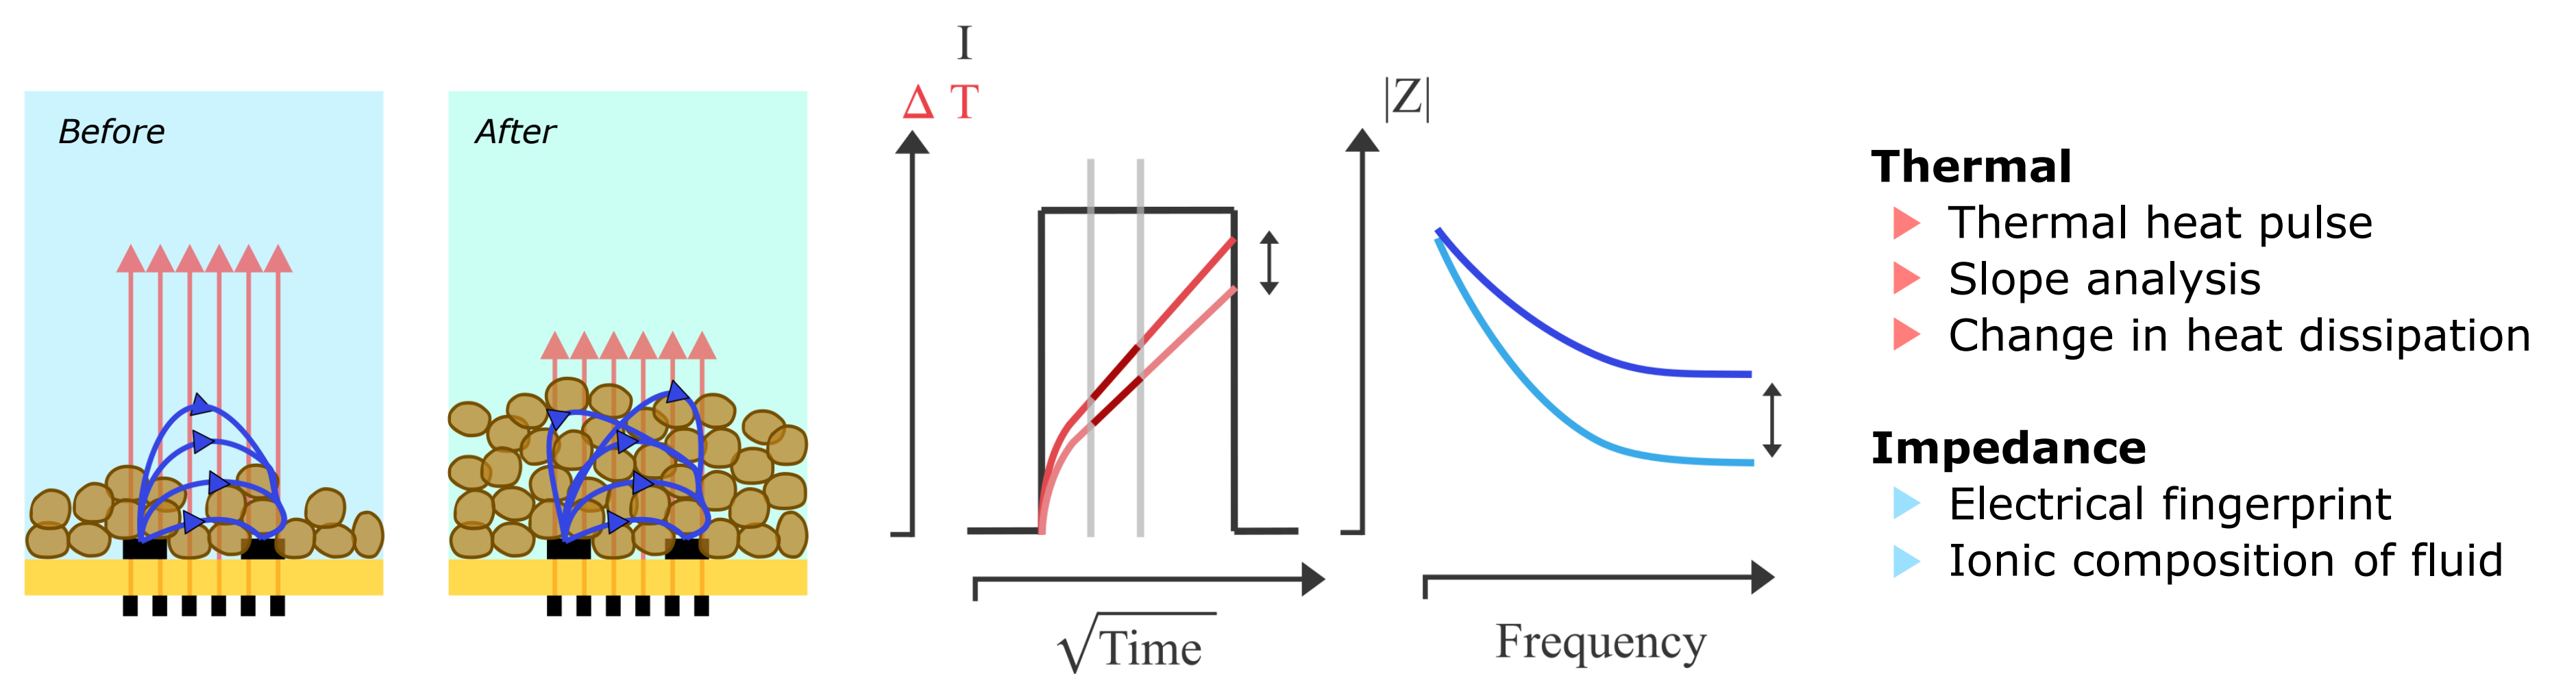 Before
After
I
Δ T
√Time
|Z|
Frequency
Thermal
Thermal heat pulse
Slope analysis
Change in heat dissipation
Impedance
Electrical fingerprint
Ionic composition of fluid